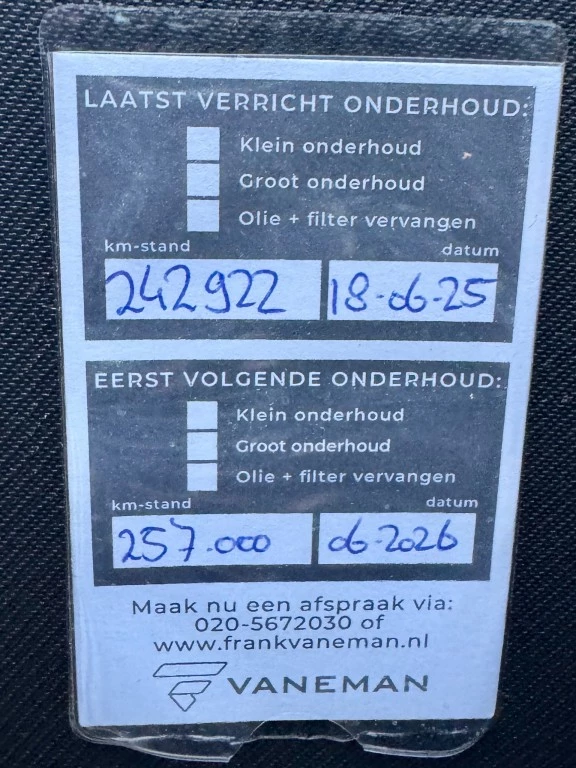 LAATST VERRICHT ONDERHOUD:
Klein onderhoud
Groot onderhoud
Olie + filter vervangen
km-stand datum
242922 18-06-25
EERST VOLGENDE ONDERHOUD:
Klein onderhoud
Groot onderhoud
Olie + filter vervangen
km-stand datum
257.000 06-2026
Maak nu een afspraak via:
020-5672030 of
www.frankvaneman.nl
VANEMAN